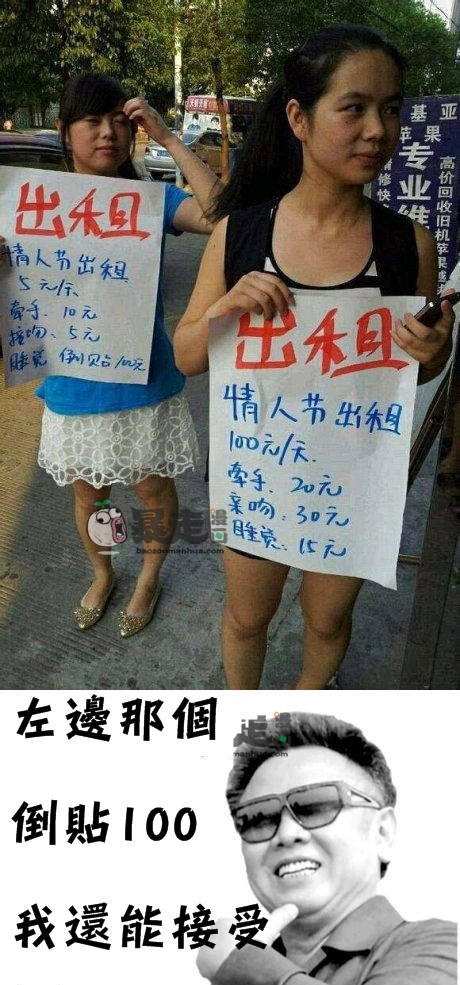 出租
情人节出租
5元/天
牵手：10元
接吻：5元
睡觉 倒贴100元
出租
情人节出租
100元/天
牵手：20元
亲吻：30元
睡觉：15元
基 亚
苹果
专业维
高价回收旧机苹果
修快
暴走漫画
baozoumanhua.com
左邊那個
倒貼100
我還能接受